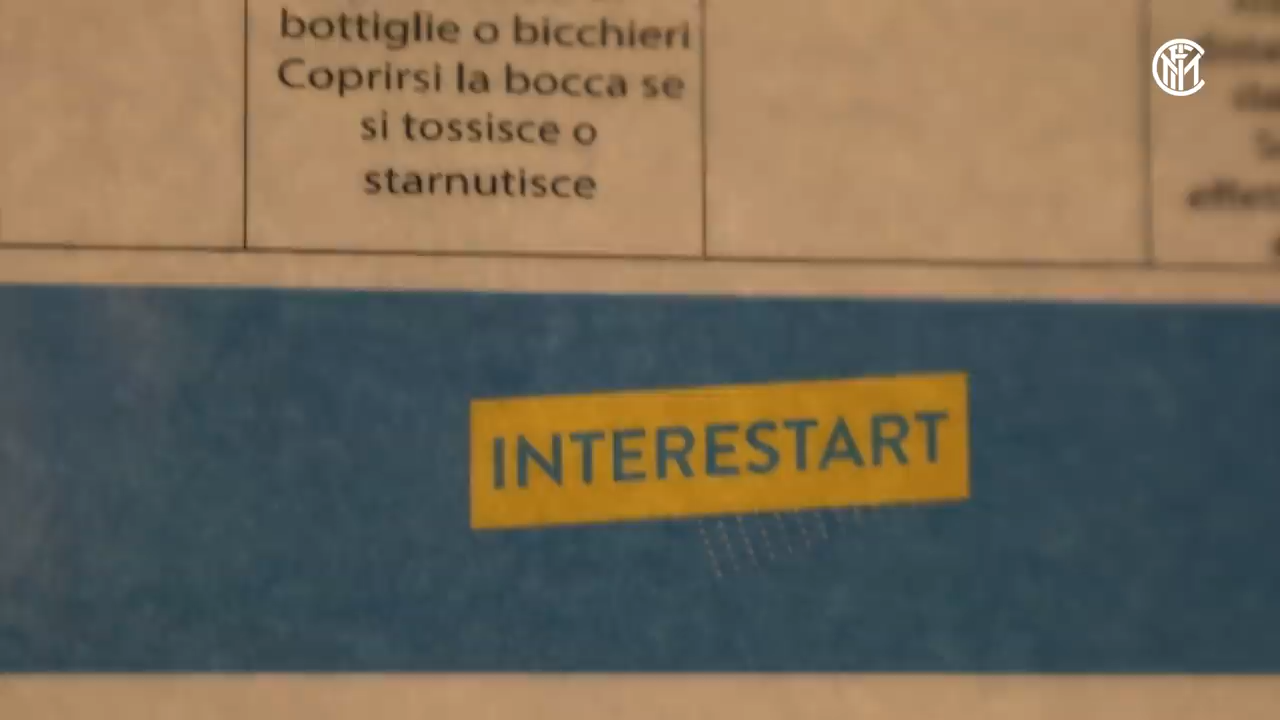 bottiglie o bicchieri
Coprirsi la bocca se
si tossisce o
starnutisce
INTERESTART